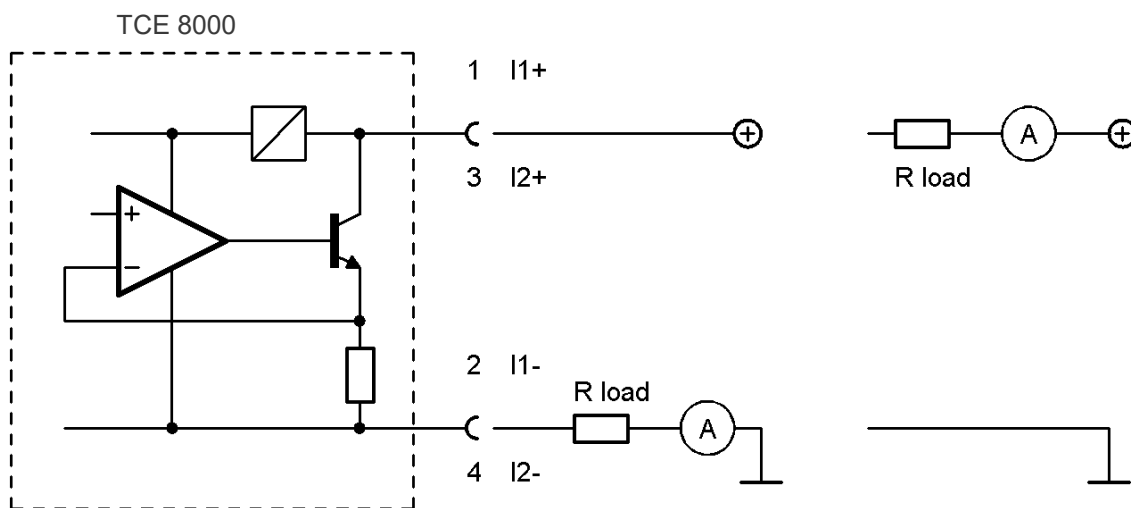 TCE 8000
1 I1+
+
A
+
3 I2+
R load
+
−
2 I1-
R load
A
4 I2-